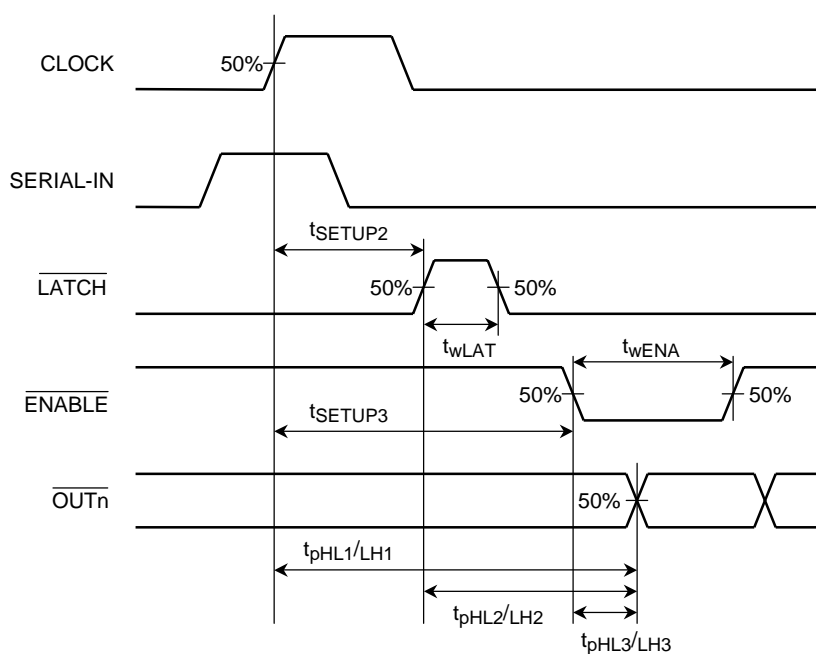 CLOCK
50%
SERIAL-IN
tSETUP2
LATCH
50%
50%
twLAT
twENA
ENABLE
50%
50%
tSETUP3
OUTn
50%
tpHL1/LH1
tpHL2/LH2
tpHL3/LH3